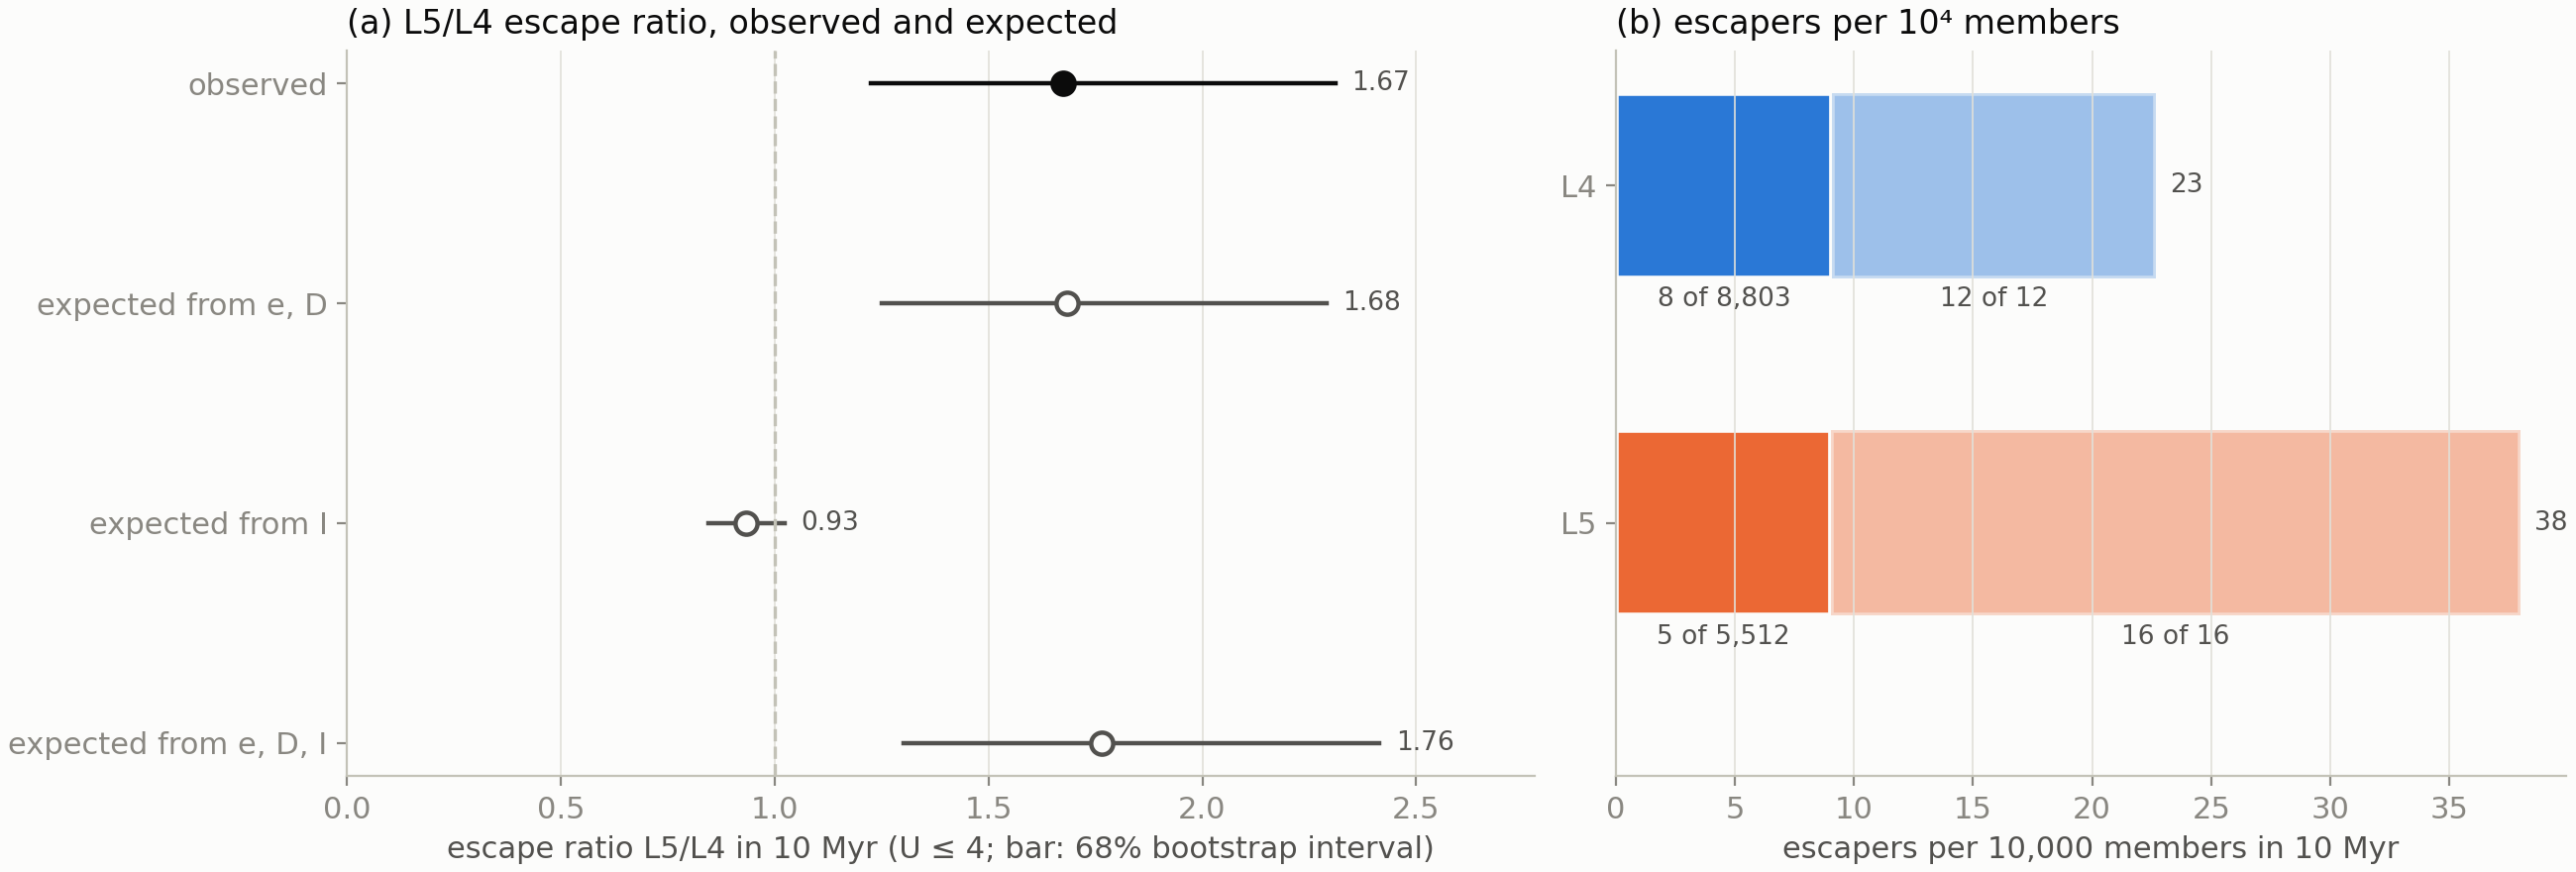 (a) L5/L4 escape ratio, observed and expected
observed
1.67
expected from e, D
1.68
expected from I
0.93
expected from e, D, I
1.76
0.0 0.5 1.0 1.5 2.0 2.5
escape ratio L5/L4 in 10 Myr (U ≤ 4; bar: 68% bootstrap interval)
(b) escapers per 10⁴ members
L4
23
8 of 8,803 12 of 12
L5
38
5 of 5,512 16 of 16
0 5 10 15 20 25 30 35
escapers per 10,000 members in 10 Myr